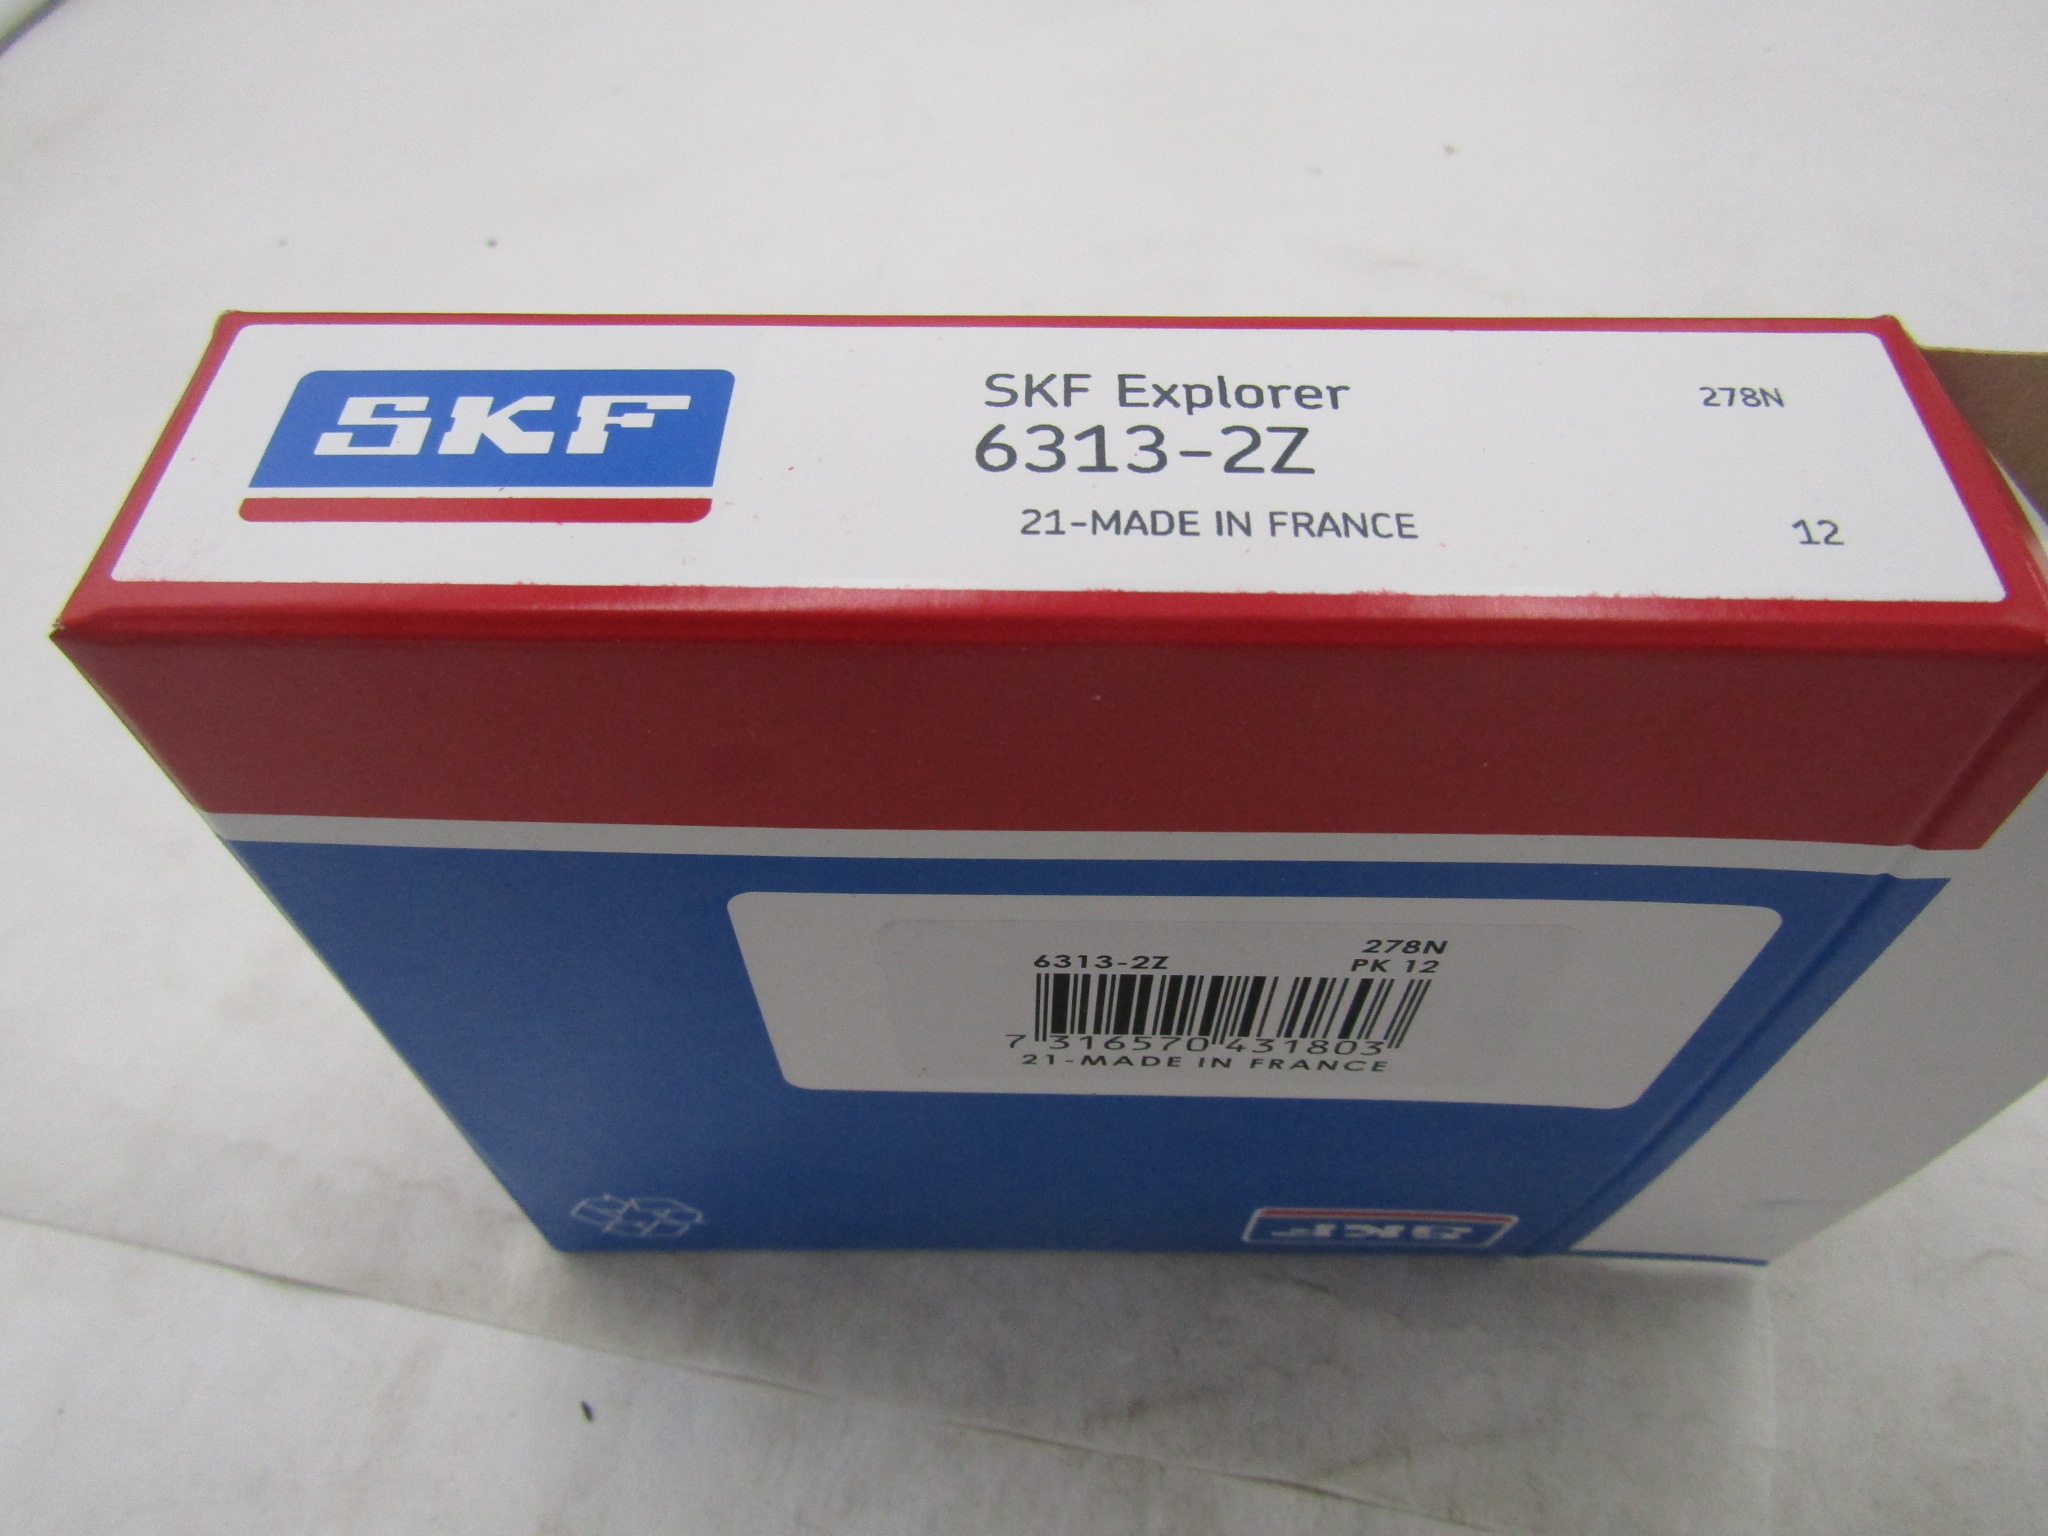 SKF
SKF Explorer
278N
6313-2Z
21-MADE IN FRANCE
12
278N
6313-2Z
PK 12
7 316570 431803
21-MADE IN FRANCE
SKF